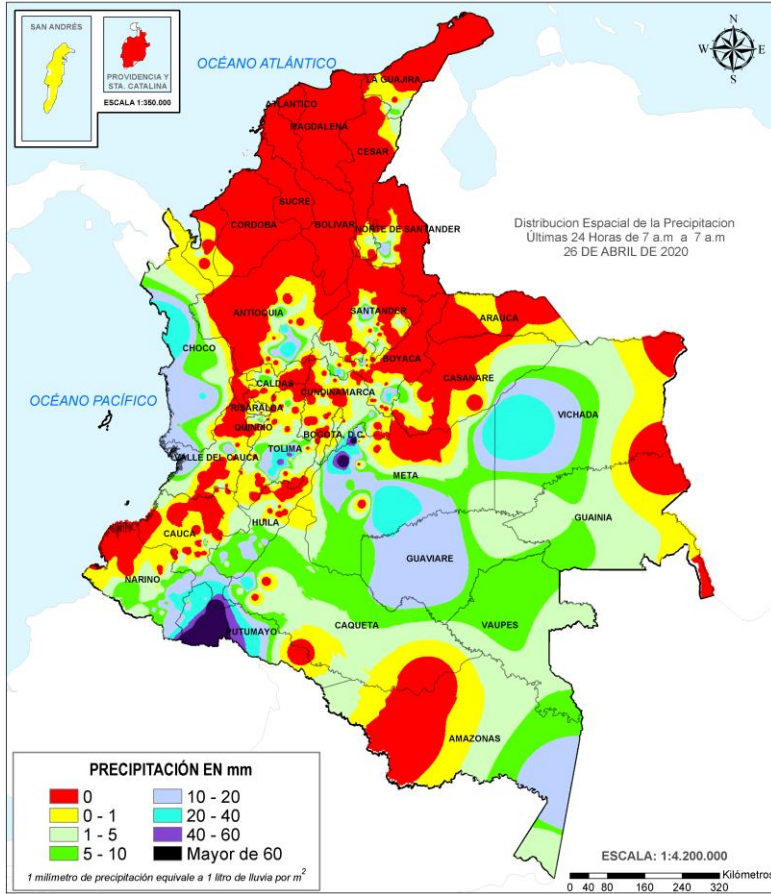 SAN ANDRÉS
PROVIDENCIA Y
STA. CATALINA
ESCALA 1:350.000
OCÉANO ATLÁNTICO
N
W
E
S
LA GUAJIRA
ATLANTICO
MAGDALENA
CESAR
SUCRE
CORDOBA
BOLIVAR
NORTE DE SANTANDER
Distribucion Espacial de la Precipitacion
Últimas 24 Horas de 7 a.m a 7 a.m
26 DE ABRIL DE 2020
ANTIOQUIA
SANTANDER
ARAUCA
CHOCO
BOYACA
CASANARE
CALDAS
CUNDINAMARCA
OCÉANO PACÍFICO
RISARALDA
VICHADA
QUINDIO
BOGOTA, D.C.
VALLE DEL CAUCA
TOLIMA
META
GUAINIA
HUILA
CAUCA
GUAVIARE
NARINO
CAQUETA
VAUPES
PUTUMAYO
AMAZONAS
PRECIPITACIÓN EN mm
0
10 - 20
0 - 1
20 - 40
1 - 5
40 - 60
5 - 10
Mayor de 60
1 milímetro de precipitación equivale a 1 litro de lluvia por m²
ESCALA: 1:4.200.000
Kilómetros
0 40 80 160 240 320